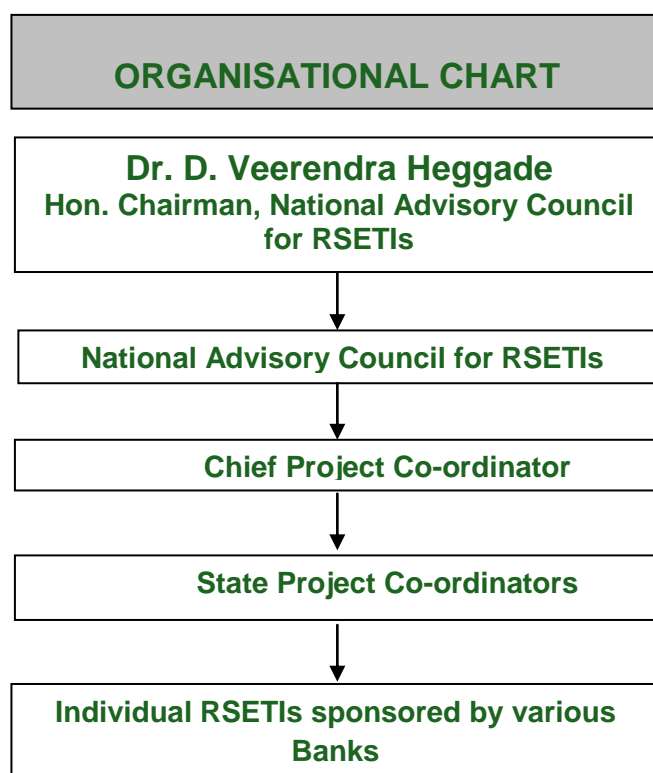 ORGANISATIONAL CHART
Dr. D. Veerendra Heggade
Hon. Chairman, National Advisory Council
for RSETIs
National Advisory Council for RSETIs
Chief Project Co-ordinator
State Project Co-ordinators
Individual RSETIs sponsored by various
Banks